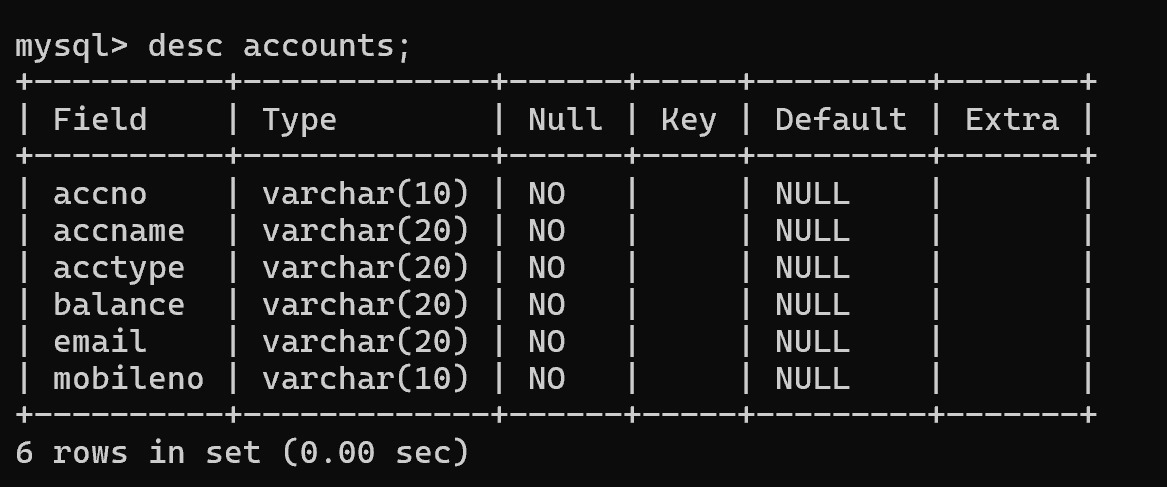 mysql> desc accounts;
+----------+-------------+------+-----+---------+-------+
| Field    | Type        | Null | Key | Default | Extra |
+----------+-------------+------+-----+---------+-------+
| accno    | varchar(10) | NO   |     | NULL    |       |
| accname  | varchar(20) | NO   |     | NULL    |       |
| acctype  | varchar(20) | NO   |     | NULL    |       |
| balance  | varchar(20) | NO   |     | NULL    |       |
| email    | varchar(20) | NO   |     | NULL    |       |
| mobileno | varchar(10) | NO   |     | NULL    |       |
+----------+-------------+------+-----+---------+-------+
6 rows in set (0.00 sec)